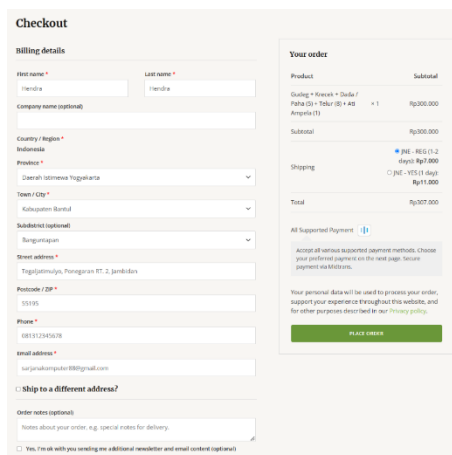 Checkout
Billing details
First name *
Last name *
Hendra
Hendra
Company name (optional)
Country / Region *
Indonesia
Province *
Daerah Istimewa Yogyakarta
Town / City *
Kabupaten Bantul
Subdistrict (optional)
Banguntapan
Street address *
Tegaljatimulyo, Ponegaran RT. 2, Jambidan
Postcode / ZIP *
55195
Phone *
081312345678
Email address *
sarjanakomputer88@gmail.com
Ship to a different address?
Order notes (optional)
Notes about your order, e.g. special notes for delivery.
Yes, I'm ok with you sending me additional newsletter and email content (optional)
Your order
Product Subtotal
Gudeg + Krecek + Dada /
Paha (5) + Telur (8) + Ati × 1 Rp300.000
Ampela (1)
Subtotal Rp300.000
Shipping
JNE - REG (1-2
days): Rp7.000
JNE - YES (1 day):
Rp11.000
Total Rp307.000
All Supported Payment
Accept all various supported payment methods. Choose
your preferred payment on the next page. Secure
payment via Midtrans.
Your personal data will be used to process your order,
support your experience throughout this website, and
for other purposes described in our Privacy policy.
PLACE ORDER